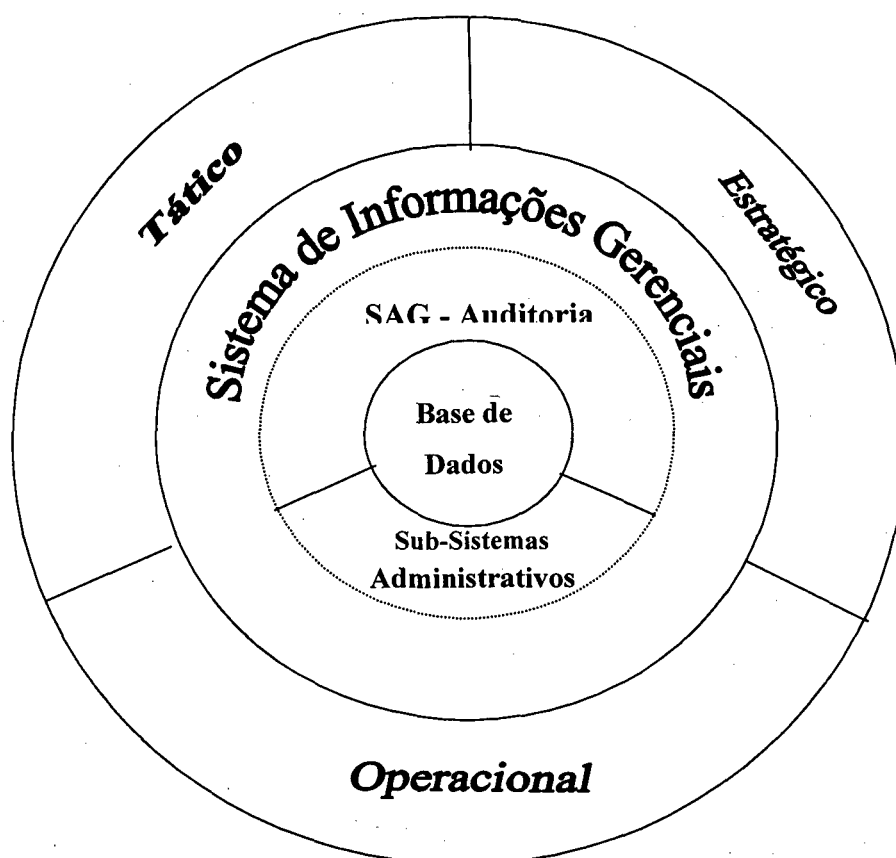 Tático
Estratégico
Sistema de Informações Gerenciais
SAG - Auditoria
Base de
Dados
Sub-Sistemas
Administrativos
Operacional